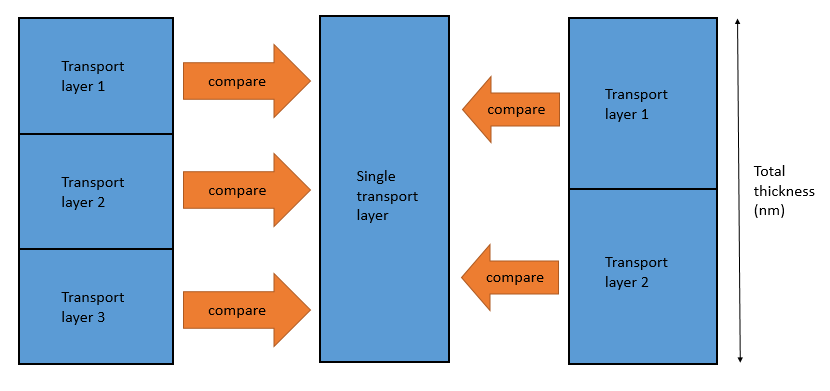 Transport
layer 1
compare
Transport
layer 2
compare
Transport
layer 3
compare
Single
transport
layer
compare
Transport
layer 1
compare
Transport
layer 2
Total
thickness
(nm)